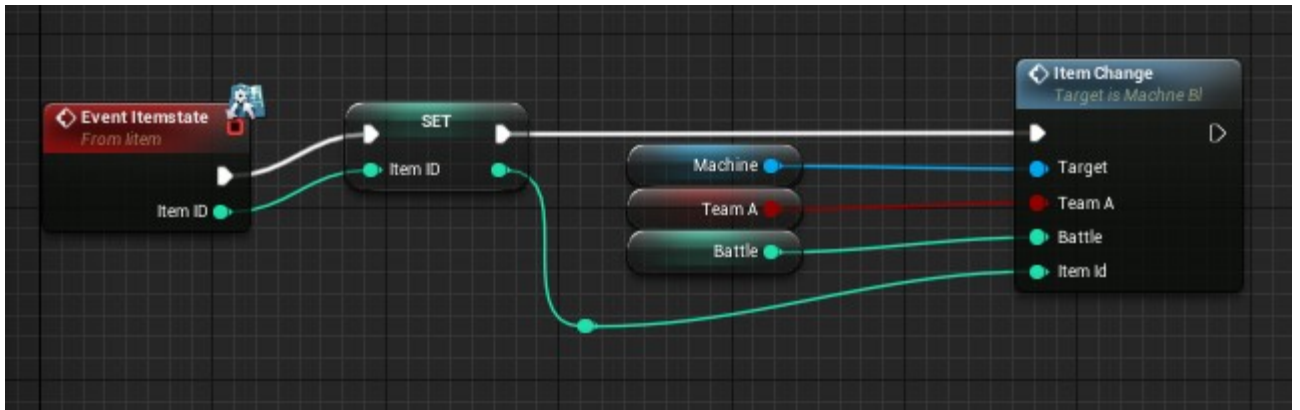 Event Itemstate
From Iitem
Item ID
SET
Item ID
Machine
Team A
Battle
Item Change
Target is Machne Bl
Target
Team A
Battle
Item Id